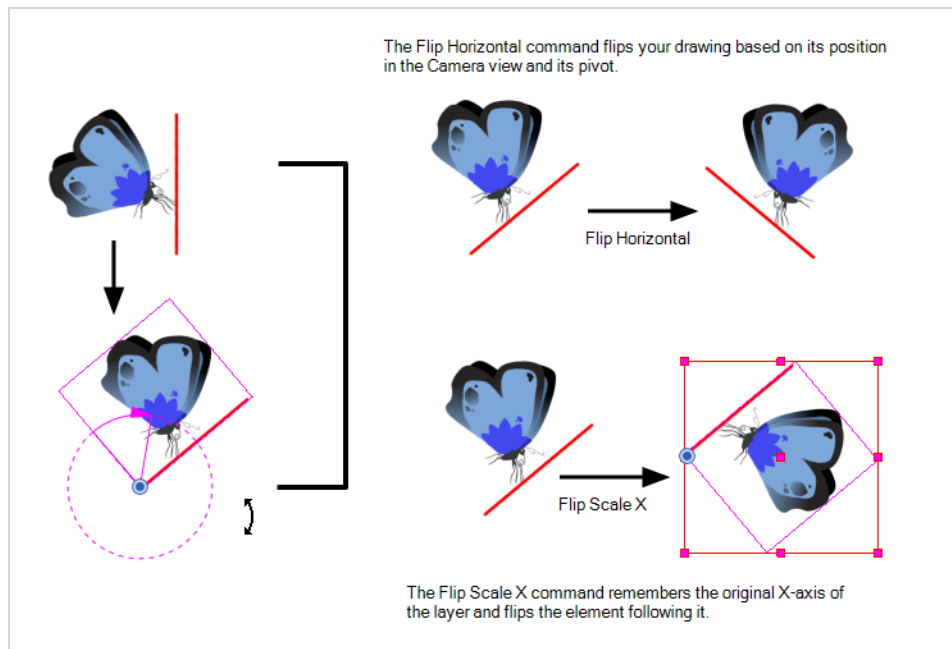 The Flip Horizontal command flips your drawing based on its position
in the Camera view and its pivot.
Flip Horizontal
Flip Scale X
The Flip Scale X command remembers the original X-axis of
the layer and flips the element following it.